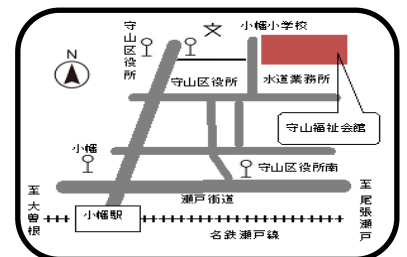 守山区役所
小幡小学校
文
N
守山区役所
水道業務所
守山福祉会館
小幡
守山区役所南
至大曽根
瀬戸街道
至尾張瀬戸
小幡駅
名鉄瀬戸線